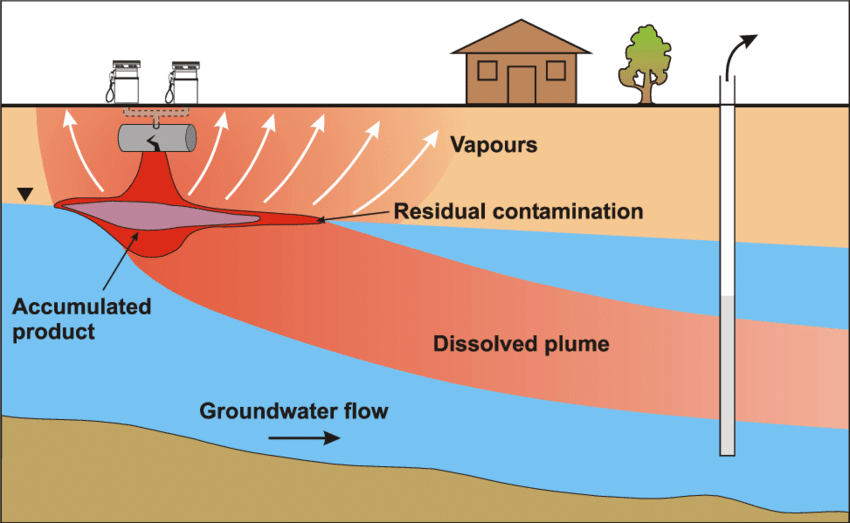 Vapours
Residual contamination
Accumulated
product
Dissolved plume
Groundwater flow